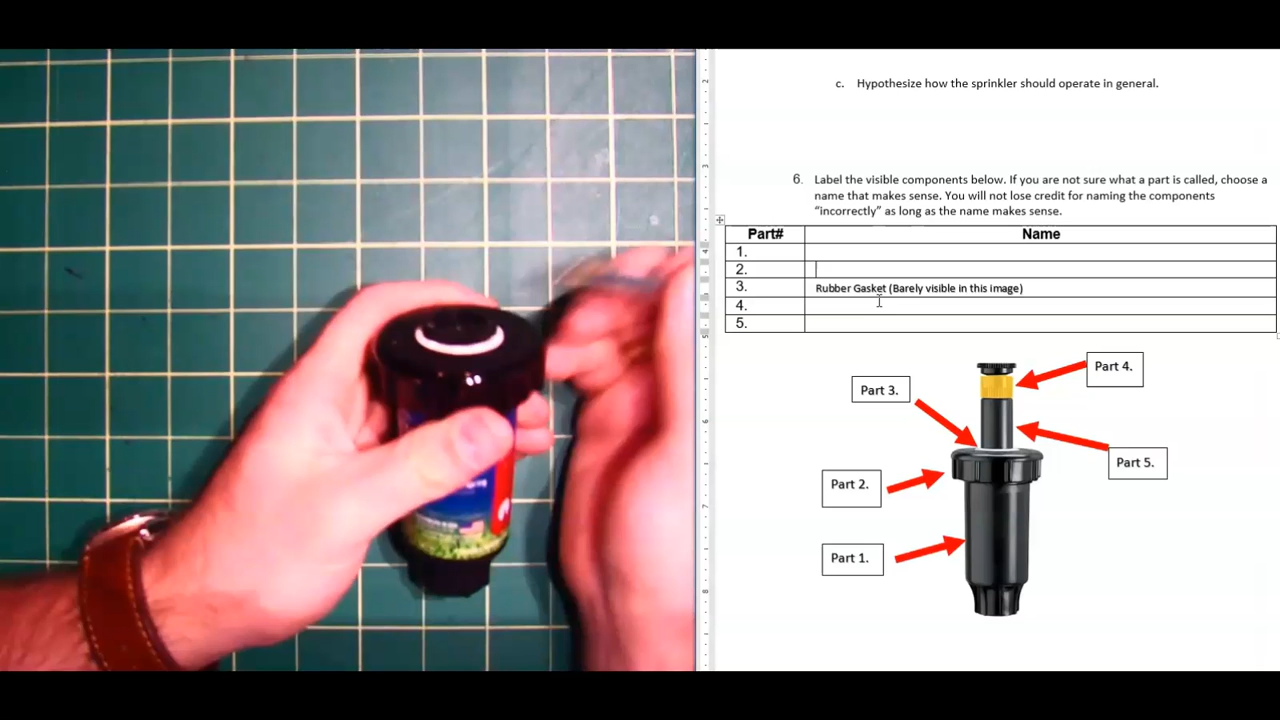 c. Hypothesize how the sprinkler should operate in general.
6. Label the visible components below. If you are not sure what a part is called, choose a
name that makes sense. You will not lose credit for naming the components
“incorrectly” as long as the name makes sense.
Part# Name
1.
2.
3. Rubber Gasket (Barely visible in this image)
4.
5.
Part 4.
Part 3.
Part 5.
Part 2.
Part 1.